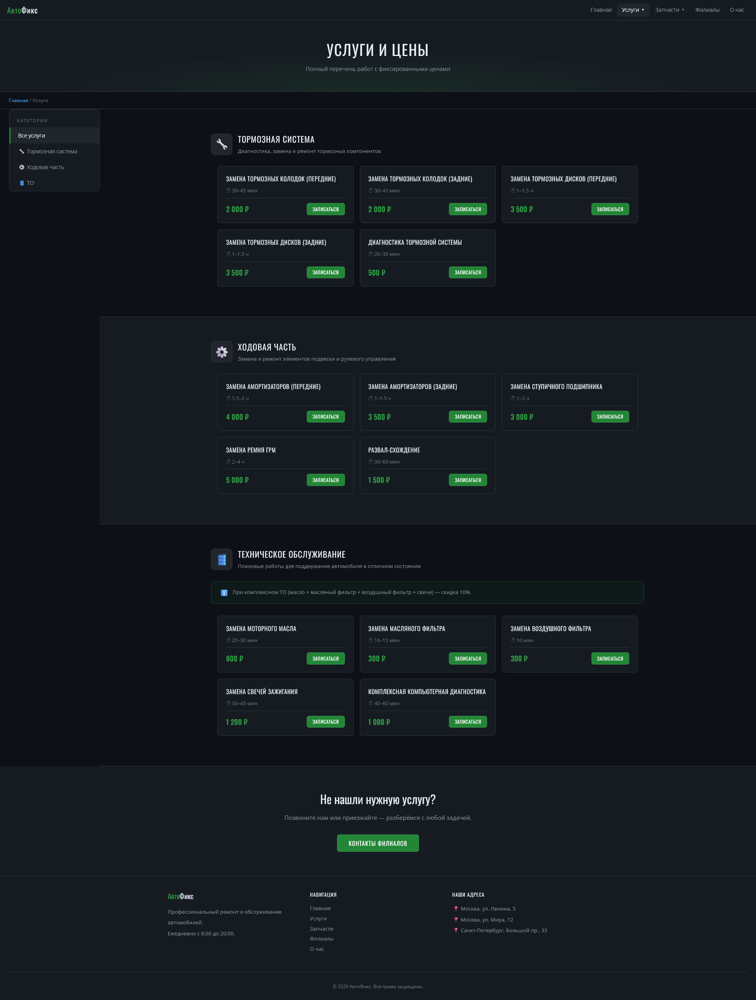 АвтоФикс
Главная
Услуги ▼
Запчасти ▼
Филиалы
О нас
УСЛУГИ И ЦЕНЫ
Полный перечень работ с фиксированными ценами
Главная / Услуги
КАТЕГОРИИ
Все услуги
Тормозная система
Ходовая часть
ТО
ТОРМОЗНАЯ СИСТЕМА
Диагностика, замена и ремонт тормозных компонентов
ЗАМЕНА ТОРМОЗНЫХ КОЛОДОК (ПЕРЕДНИЕ)
30–45 мин
2 000 ₽
ЗАПИСАТЬСЯ
ЗАМЕНА ТОРМОЗНЫХ КОЛОДОК (ЗАДНИЕ)
30–45 мин
2 000 ₽
ЗАПИСАТЬСЯ
ЗАМЕНА ТОРМОЗНЫХ ДИСКОВ (ПЕРЕДНИЕ)
1–1.5 ч
3 500 ₽
ЗАПИСАТЬСЯ
ЗАМЕНА ТОРМОЗНЫХ ДИСКОВ (ЗАДНИЕ)
1–1.5 ч
3 500 ₽
ЗАПИСАТЬСЯ
ДИАГНОСТИКА ТОРМОЗНОЙ СИСТЕМЫ
20–30 мин
500 ₽
ЗАПИСАТЬСЯ
ХОДОВАЯ ЧАСТЬ
Замена и ремонт элементов подвески и рулевого управления
ЗАМЕНА АМОРТИЗАТОРОВ (ПЕРЕДНИЕ)
1.5–2 ч
4 000 ₽
ЗАПИСАТЬСЯ
ЗАМЕНА АМОРТИЗАТОРОВ (ЗАДНИЕ)
1–1.5 ч
3 500 ₽
ЗАПИСАТЬСЯ
ЗАМЕНА СТУПИЧНОГО ПОДШИПНИКА
1–2 ч
3 000 ₽
ЗАПИСАТЬСЯ
ЗАМЕНА РЕМНЯ ГРМ
2–4 ч
5 000 ₽
ЗАПИСАТЬСЯ
РАЗВАЛ-СХОЖДЕНИЕ
30–60 мин
1 500 ₽
ЗАПИСАТЬСЯ
ТЕХНИЧЕСКОЕ ОБСЛУЖИВАНИЕ
Плановые работы для поддержания автомобиля в отличном состоянии
При комплексном ТО (масло + масляный фильтр + воздушный фильтр + свечи) — скидка 10%.
ЗАМЕНА МОТОРНОГО МАСЛА
20–30 мин
800 ₽
ЗАПИСАТЬСЯ
ЗАМЕНА МАСЛЯНОГО ФИЛЬТРА
10–15 мин
300 ₽
ЗАПИСАТЬСЯ
ЗАМЕНА ВОЗДУШНОГО ФИЛЬТРА
10 мин
300 ₽
ЗАПИСАТЬСЯ
ЗАМЕНА СВЕЧЕЙ ЗАЖИГАНИЯ
30–45 мин
1 200 ₽
ЗАПИСАТЬСЯ
КОМПЛЕКСНАЯ КОМПЬЮТЕРНАЯ ДИАГНОСТИКА
40–60 мин
1 000 ₽
ЗАПИСАТЬСЯ
Не нашли нужную услугу?
Позвоните нам или приезжайте — разберёмся с любой задачей.
КОНТАКТЫ ФИЛИАЛОВ
АвтоФикс
Профессиональный ремонт и обслуживание
автомобилей.
Ежедневно с 8:00 до 20:00.
НАВИГАЦИЯ
Главная
Услуги
Запчасти
Филиалы
О нас
НАШИ АДРЕСА
Москва, ул. Ленина, 5
Москва, ул. Мира, 12
Санкт-Петербург, Большой пр., 33
© 2026 АвтоФикс. Все права защищены.